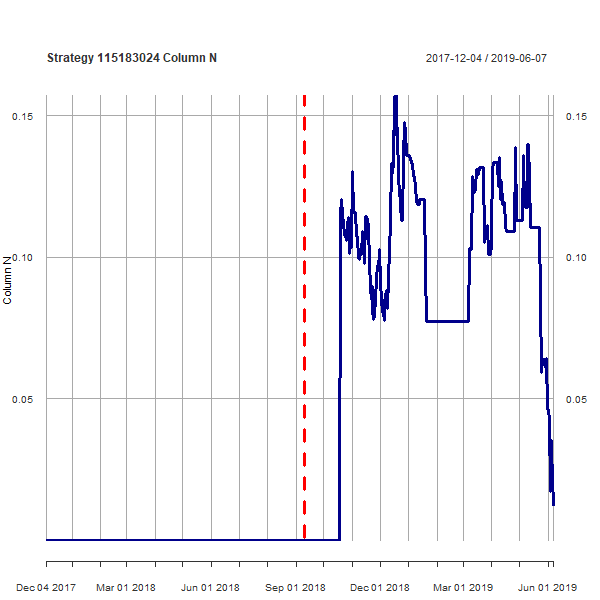 Strategy 115183024 Column N
2017-12-04 / 2019-06-07
0.15
0.15
0.10
0.10
Column N
0.05
0.05
Dec 04 2017
Mar 01 2018
Jun 01 2018
Sep 01 2018
Dec 01 2018
Mar 01 2019
Jun 01 2019